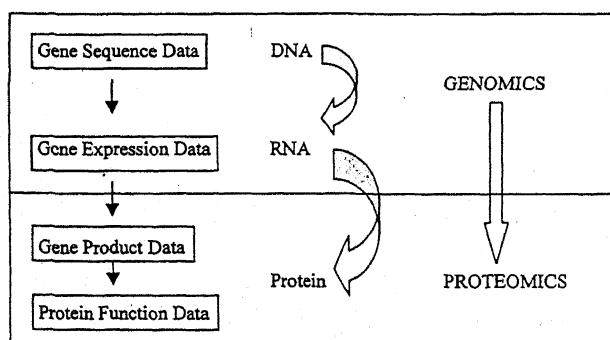 Gene Sequence Data
DNA
GENOMICS
Gene Expression Data
RNA
Gene Product Data
Protein
PROTEOMICS
Protein Function Data